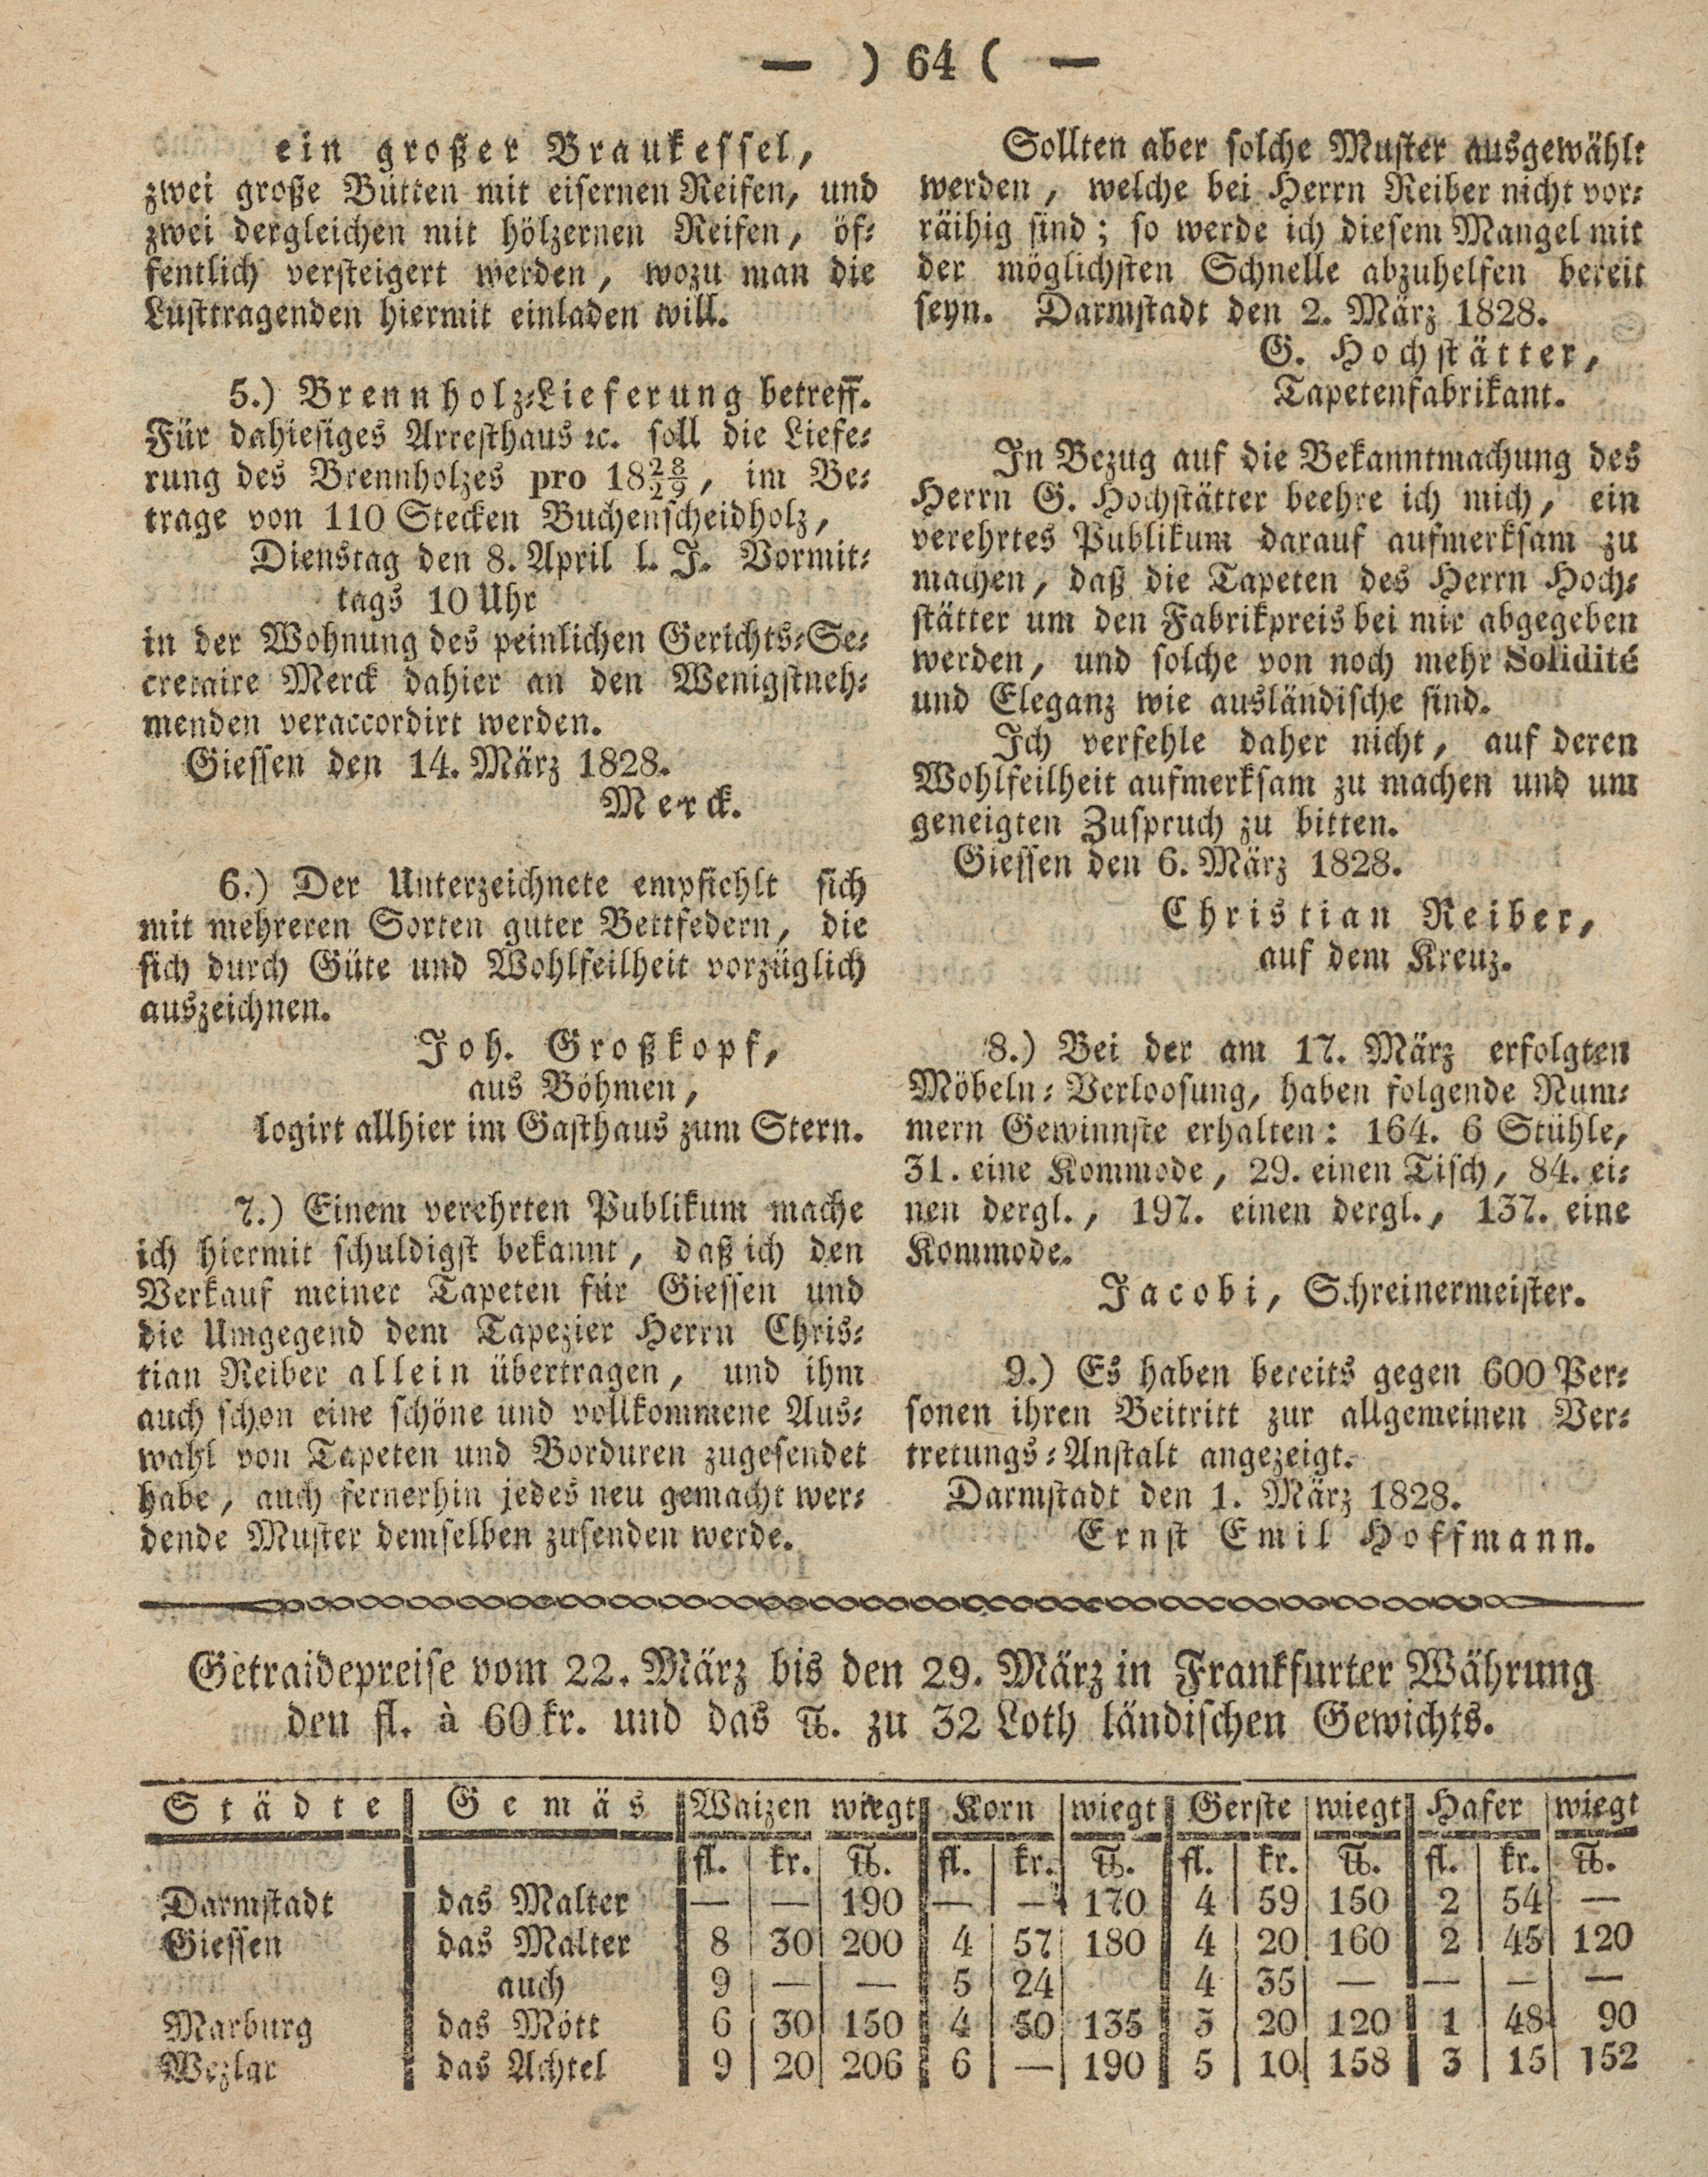 — ) 64 ( —
ein großer Braukessel,
zwei große Bütten mit eisernen Reifen, und
zwei dergleichen mit hölzernen Reifen, öf-
fentlich versteigert werden, wozu man die
Lusttragenden hiermit einladen will.
5.) Brennholz-Lieferung betreff.
Für dahiesiges Arresthaus ꝛc. soll die Liefe-
rung des Brennholzes pro 18 28/29, im Be-
trage von 110 Stecken Buchenscheidholz,
Dienstag den 8. April l. J. Vormit-
tags 10 Uhr
in der Wohnung des peinlichen Gerichts-Se-
cretaire Merck dahier an den Wenigstneh-
menden veraccordirt werden.
Giessen den 14. März 1828.
Merck.
6.) Der Unterzeichnete empfiehlt sich
mit mehreren Sorten guter Bettfedern, die
sich durch Güte und Wohlfeilheit vorzüglich
auszeichnen.
Joh. Großkopf,
aus Böhmen,
logirt allhier im Gasthaus zum Stern.
7.) Einem verehrten Publikum mache
ich hiermit schuldigst bekannt, daß ich den
Verkauf meiner Tapeten für Giessen und
die Umgegend dem Tapezier Herrn Chris-
tian Reiber allein übertragen, und ihm
auch schon eine schöne und vollkommene Aus-
wahl von Tapeten und Borduren zugesendet
habe, auch fernerhin jedes neu gemacht wer-
dende Muster demselben zusenden werde.
Sollten aber solche Muster ausgewählt
werden, welche bei Herrn Reiber nicht vor-
räihig sind; so werde ich diesem Mangel mit
der möglichsten Schnelle abzuhelfen bereit
seyn. Darmstadt den 2. März 1828.
G. Hochstätter,
Tapetenfabrikant.
In Bezug auf die Bekanntmachung des
Herrn G. Hochstätter beehre ich mich, ein
verehrtes Publikum darauf aufmerksam zu
machen, daß die Tapeten des Herrn Hoch-
stätter um den Fabrikpreis bei mir abgegeben
werden, und solche von noch mehr Solidité
und Eleganz wie ausländische sind.
Ich verfehle daher nicht, auf deren
Wohlfeilheit aufmerksam zu machen und um
geneigten Zuspruch zu bitten.
Giessen den 6. März 1828.
Christian Reiber,
auf dem Kreuz.
8.) Bei der am 17. März erfolgten
Möbeln-Verloosung, haben folgende Num-
mern Gewinnste erhalten: 164. 6 Stühle,
31. eine Kommode, 29. einen Tisch, 84. ei-
nen dergl., 197. einen dergl., 137. eine
Kommode.
Jacobi, Schreinermeister.
9.) Es haben bereits gegen 600 Per-
sonen ihren Beitritt zur allgemeinen Ver-
tretungs-Anstalt angezeigt.
Darmstadt den 1. März 1828.
Ernst Emil Hoffmann.
Getraidepreise vom 22. März bis den 29. März in Frankfurter Währung
den fl. à 60 kr. und das ℔. zu 32 Loth ländischen Gewichts.
Städte Gemäs Waizen wiegt Korn wiegt Gerste wiegt Hafer wiegt
fl. kr. ℔. fl. kr. ℔. fl. kr. ℔. fl. kr. ℔.
Darmstadt das Malter — — 190 — — 170 4 59 150 2 54 —
Giessen das Malter 8 30 200 4 57 180 4 20 160 2 45 120
auch 9 — — 5 24 4 35 — — — —
Marburg das Mött 6 30 150 4 50 135 3 20 120 1 48 90
Wezlar das Achtel 9 20 206 6 — 190 5 10 158 3 15 152